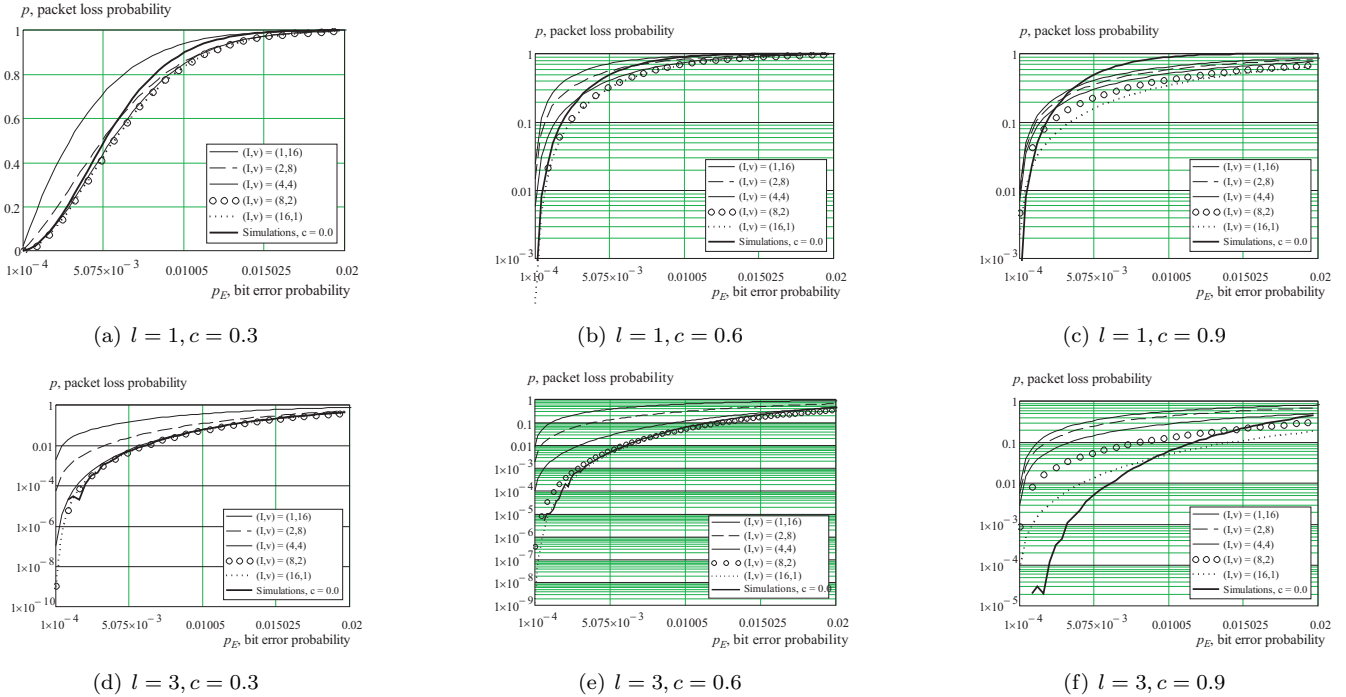 p, packet loss probability
1
0.8
0.6
0.4
0.2
0
(I,v) = (1,16)
(I,v) = (2,8)
(I,v) = (4,4)
(I,v) = (8,2)
(I,v) = (16,1)
Simulations, c = 0.0
1×10⁻⁴ 5.075×10⁻³ 0.01005 0.015025 0.02
p_E, bit error probability
(a) l = 1, c = 0.3
p, packet loss probability
1
0.1
0.01
1×10⁻³
(I,v) = (1,16)
(I,v) = (2,8)
(I,v) = (4,4)
(I,v) = (8,2)
(I,v) = (16,1)
Simulations, c = 0.0
1×10⁻⁴ 5.075×10⁻³ 0.01005 0.015025 0.02
p_E, bit error probability
(b) l = 1, c = 0.6
p, packet loss probability
1
0.1
0.01
1×10⁻³
(I,v) = (1,16)
(I,v) = (2,8)
(I,v) = (4,4)
(I,v) = (8,2)
(I,v) = (16,1)
Simulations, c = 0.0
1×10⁻⁴ 5.075×10⁻³ 0.01005 0.015025 0.02
p_E, bit error probability
(c) l = 1, c = 0.9
p, packet loss probability
1
0.01
1×10⁻⁴
1×10⁻⁶
1×10⁻⁸
1×10⁻¹⁰
(I,v) = (1,16)
(I,v) = (2,8)
(I,v) = (4,4)
(I,v) = (8,2)
(I,v) = (16,1)
Simulations, c = 0.0
1×10⁻⁴ 5.075×10⁻³ 0.01005 0.015025 0.02
p_E, bit error probability
(d) l = 3, c = 0.3
p, packet loss probability
1
0.1
0.01
1×10⁻³
1×10⁻⁴
1×10⁻⁵
1×10⁻⁶
1×10⁻⁷
1×10⁻⁸
1×10⁻⁹
(I,v) = (1,16)
(I,v) = (2,8)
(I,v) = (4,4)
(I,v) = (8,2)
(I,v) = (16,1)
Simulations, c = 0.0
1×10⁻⁴ 5.075×10⁻³ 0.01005 0.015025 0.02
p_E, bit error probability
(e) l = 3, c = 0.6
p, packet loss probability
1
0.1
0.01
1×10⁻³
1×10⁻⁴
1×10⁻⁵
(I,v) = (1,16)
(I,v) = (2,8)
(I,v) = (4,4)
(I,v) = (8,2)
(I,v) = (16,1)
Simulations, c = 0.0
1×10⁻⁴ 5.075×10⁻³ 0.01005 0.015025 0.02
p_E, bit error probability
(f) l = 3, c = 0.9